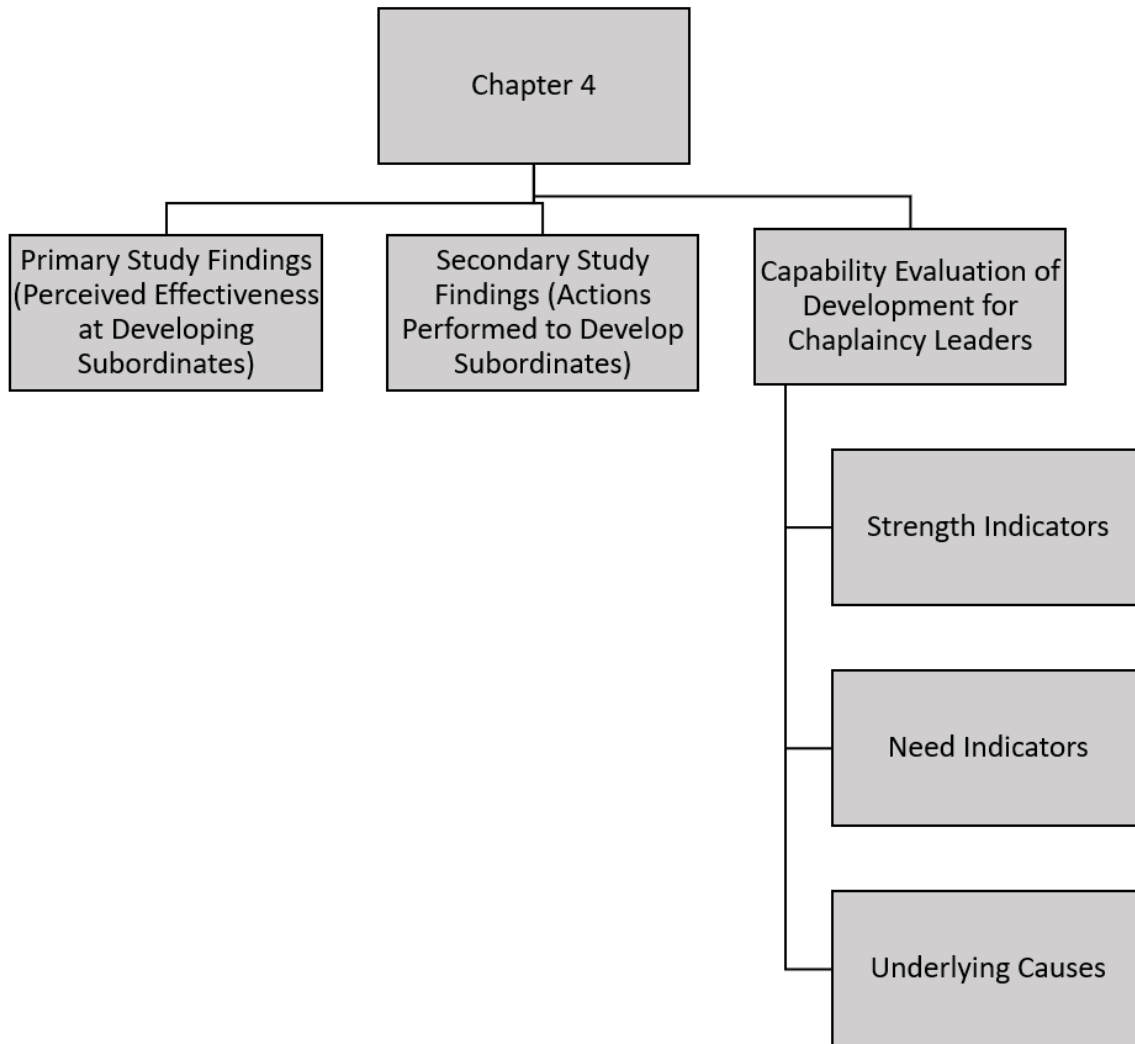 Chapter 4
Primary Study Findings
(Perceived Effectiveness
at Developing
Subordinates)
Secondary Study
Findings (Actions
Performed to Develop
Subordinates)
Capability Evaluation of
Development for
Chaplaincy Leaders
Strength Indicators
Need Indicators
Underlying Causes